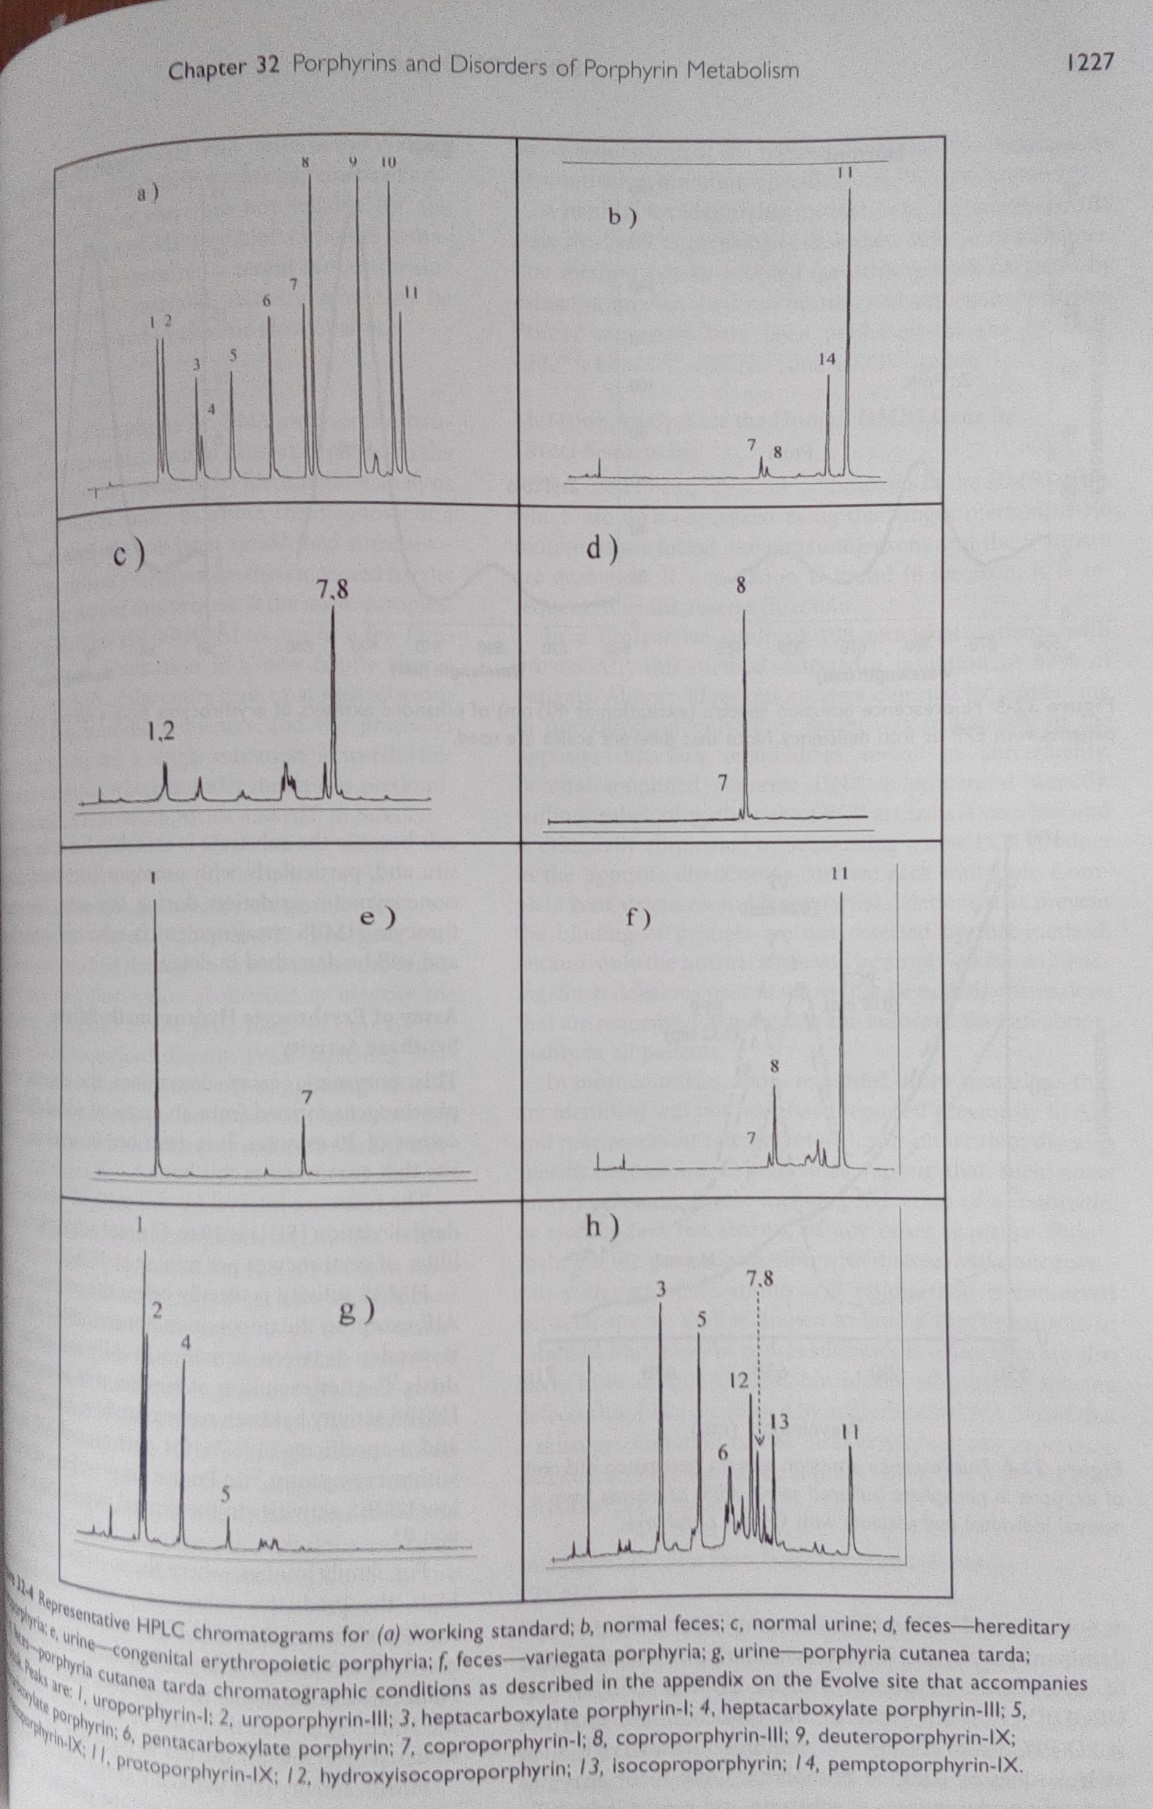 Chapter 32 Porphyrins and Disorders of Porphyrin Metabolism 1227
a)
1 2 3 4 5 6 7 8 9 10 11
b)
7 8 14 11
c)
1,2 7,8
d)
7 8
e)
1 7
f)
7 8 11
g)
1 2 4 5
h)
3 5 6 12 7,8 13 11
32-4 Representative HPLC chromatograms for (a) working standard; b, normal feces; c, normal urine; d, feces—hereditary
e, urine—congenital erythropoietic porphyria; f, feces—variegata porphyria; g, urine—porphyria cutanea tarda;
porphyria cutanea tarda chromatographic conditions as described in the appendix on the Evolve site that accompanies
Peaks are: 1, uroporphyrin-I; 2, uroporphyrin-III; 3, heptacarboxylate porphyrin-I; 4, heptacarboxylate porphyrin-III; 5,
porphyrin; 6, pentacarboxylate porphyrin; 7, coproporphyrin-I; 8, coproporphyrin-III; 9, deuteroporphyrin-IX;
11, protoporphyrin-IX; 12, hydroxyisocoproporphyrin; 13, isocoproporphyrin; 14, pemptoporphyrin-IX.